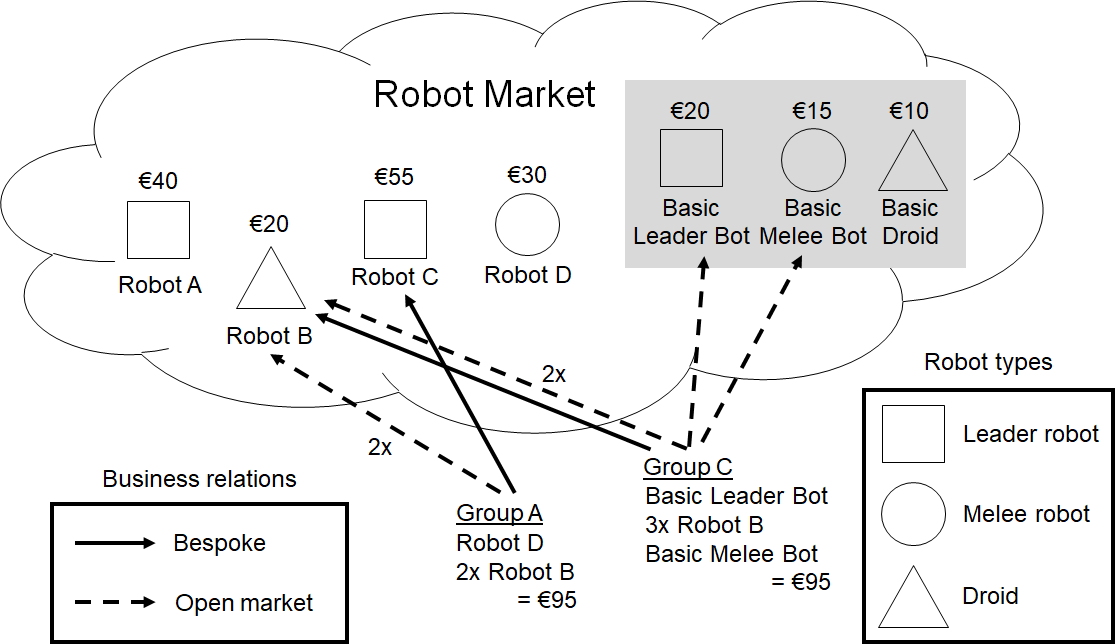 Robot Market
€40
Robot A
€20
Robot B
€55
Robot C
€30
Robot D
€20
Basic
Leader Bot
€15
Basic
Melee Bot
€10
Basic
Droid
2x
2x
Business relations
Bespoke
Open market
Group A
Robot D
2x Robot B
= €95
Group C
Basic Leader Bot
3x Robot B
Basic Melee Bot
= €95
Robot types
Leader robot
Melee robot
Droid